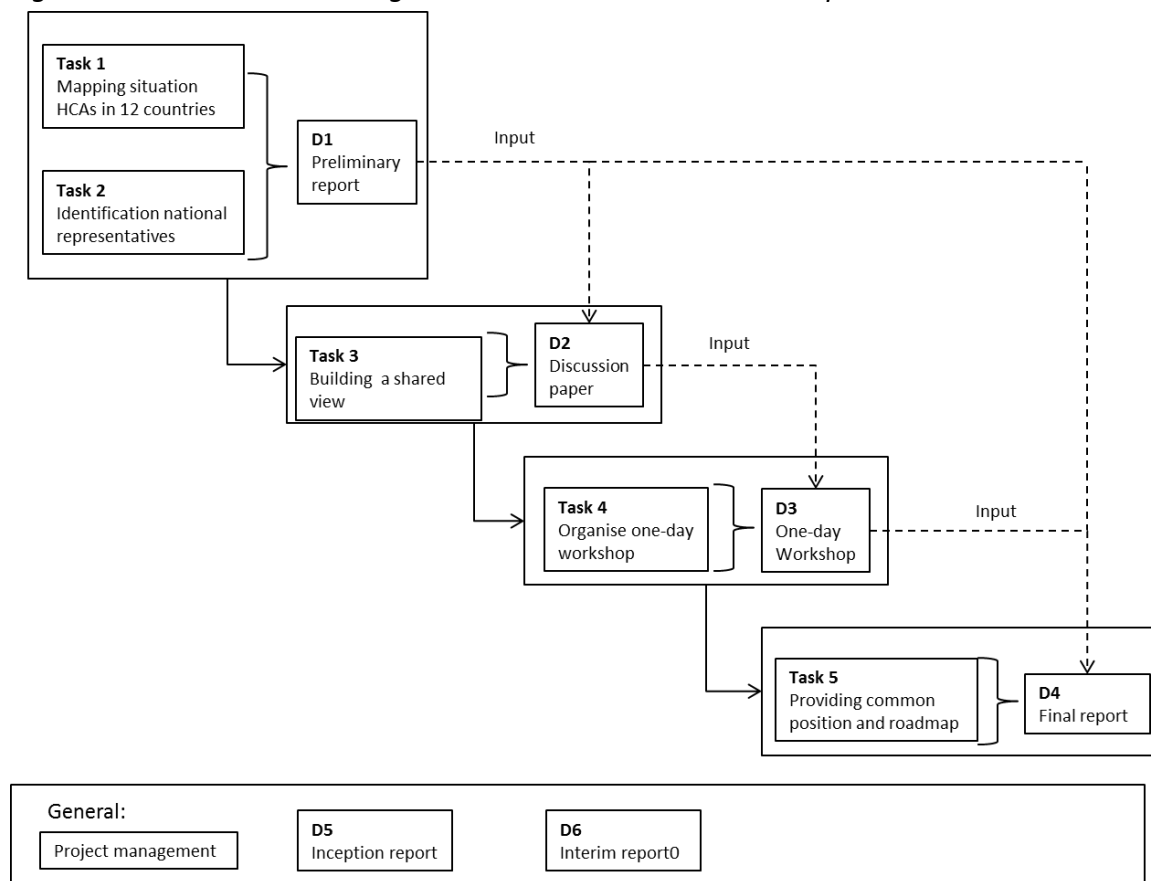 Task 1
Mapping situation
HCAs in 12 countries
D1
Preliminary
report
Input
Task 2
Identification national
representatives
Task 3
Building a shared
view
D2
Discussion
paper
Input
Task 4
Organise one-day
workshop
D3
One-day
Workshop
Input
Task 5
Providing common
position and roadmap
D4
Final report
General:
Project management
D5
Inception report
D6
Interim report0